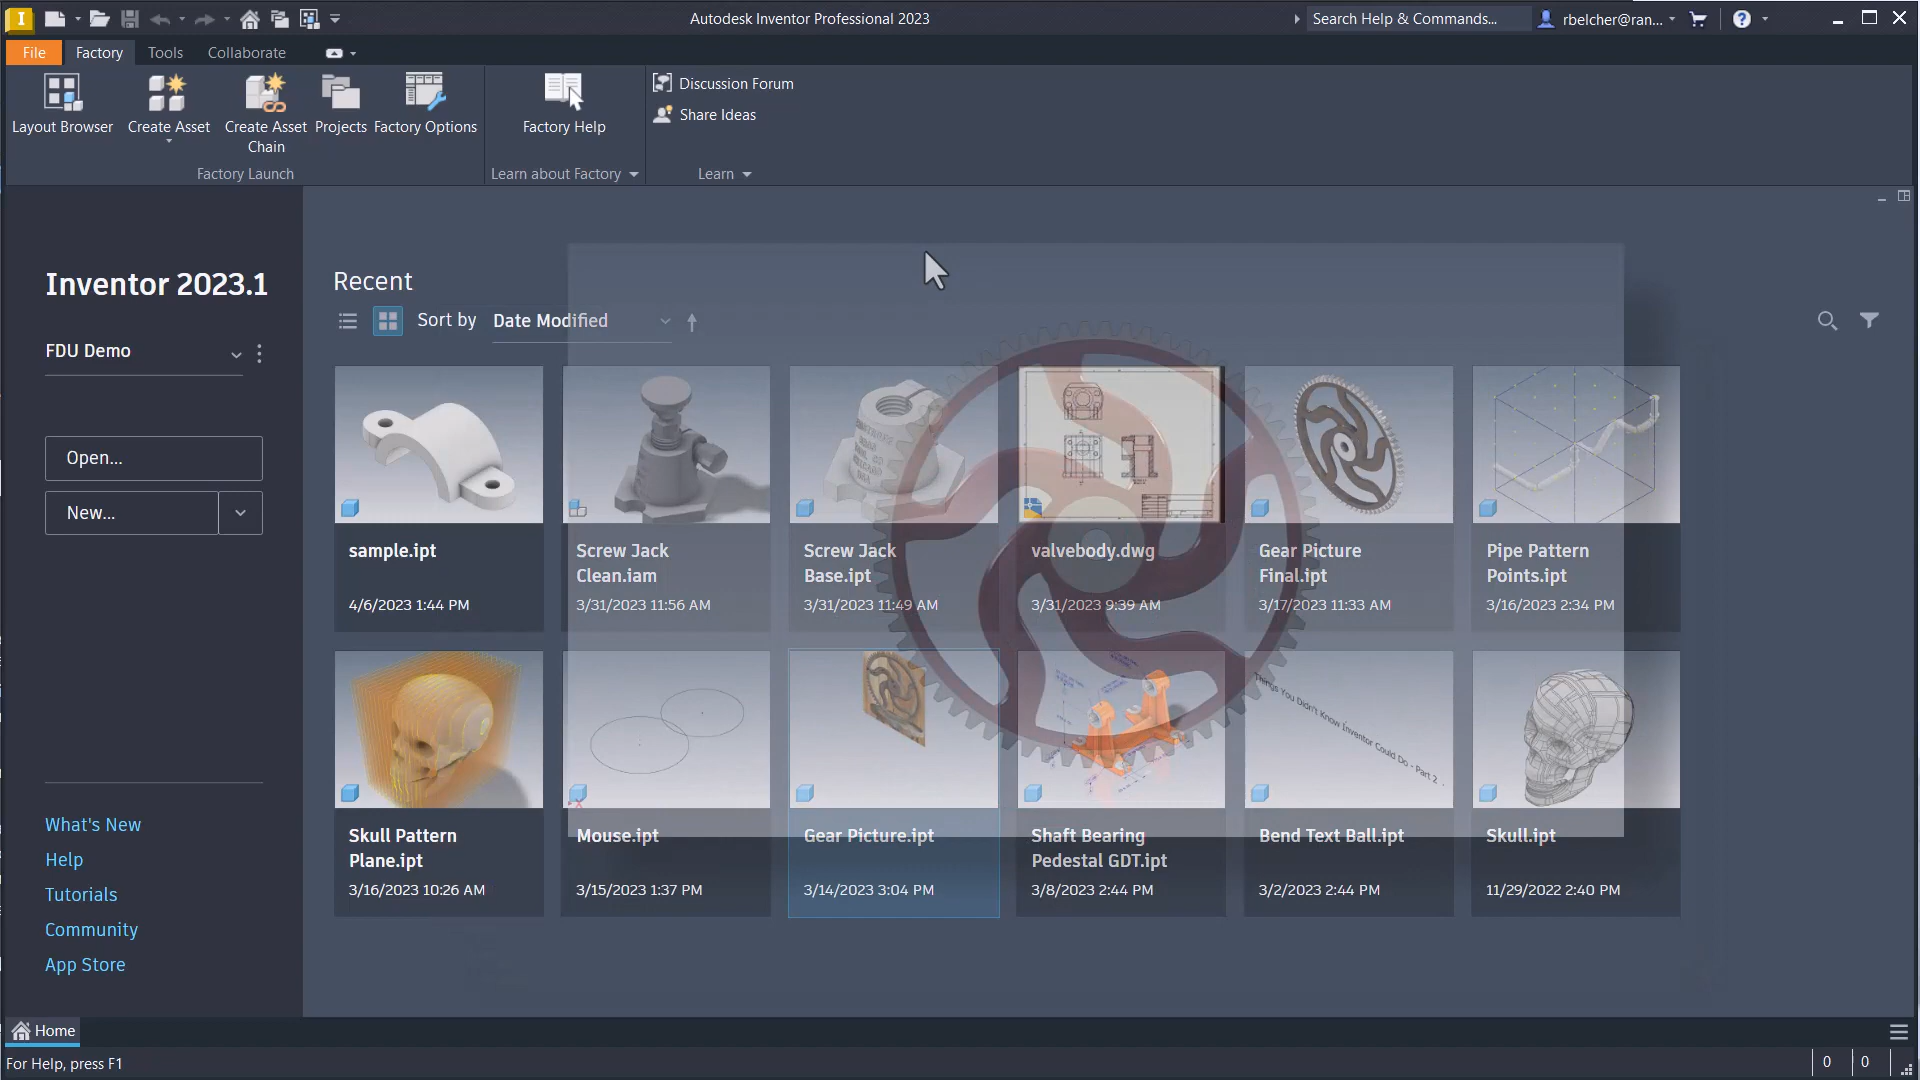 Autodesk Inventor Professional 2023
Search Help & Commands...
rbelcher@ran...
File
Factory
Tools
Collaborate
Layout Browser
Create Asset
Create Asset
Chain
Projects
Factory Options
Factory Help
Discussion Forum
Share Ideas
Factory Launch
Learn about Factory
Learn
Inventor 2023.1
FDU Demo
Open...
New...
What's New
Help
Tutorials
Community
App Store
Recent
Sort by
Date Modified
sample.ipt
4/6/2023 1:44 PM
Screw Jack
Clean.iam
3/31/2023 11:56 AM
Screw Jack
Base.ipt
3/31/2023 11:49 AM
valvebody.dwg
3/31/2023 9:39 AM
Gear Picture
Final.ipt
3/17/2023 11:33 AM
Pipe Pattern
Points.ipt
3/16/2023 2:34 PM
Skull Pattern
Plane.ipt
3/16/2023 10:26 AM
Mouse.ipt
3/15/2023 1:37 PM
Gear Picture.ipt
3/14/2023 3:04 PM
Shaft Bearing
Pedestal GDT.ipt
3/8/2023 2:44 PM
Things You Didn't Know Inventor Could Do - Part 2
Bend Text Ball.ipt
3/2/2023 2:44 PM
Skull.ipt
11/29/2022 2:40 PM
Home
For Help, press F1
0
0